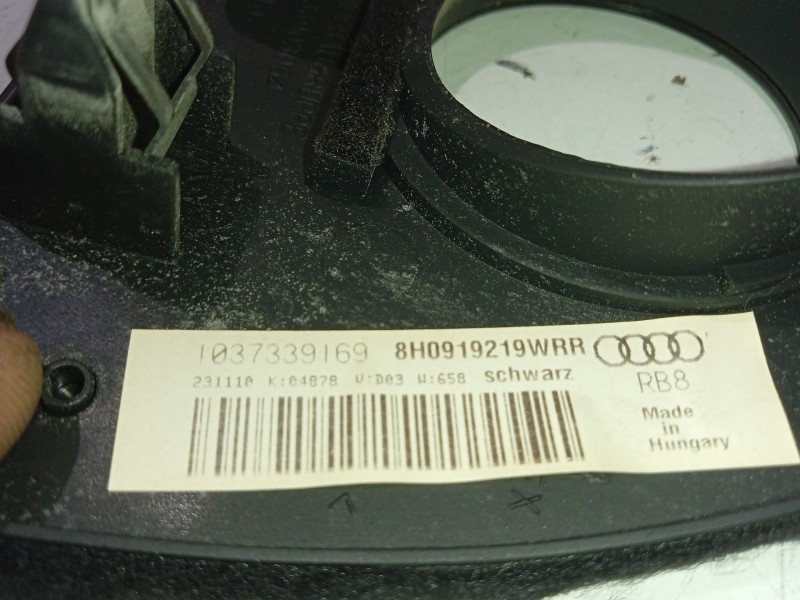 1037339169 8H0919219WRR
231110 K:04878 V:D03 W:658 schwarz
RB8
Made
in
Hungary